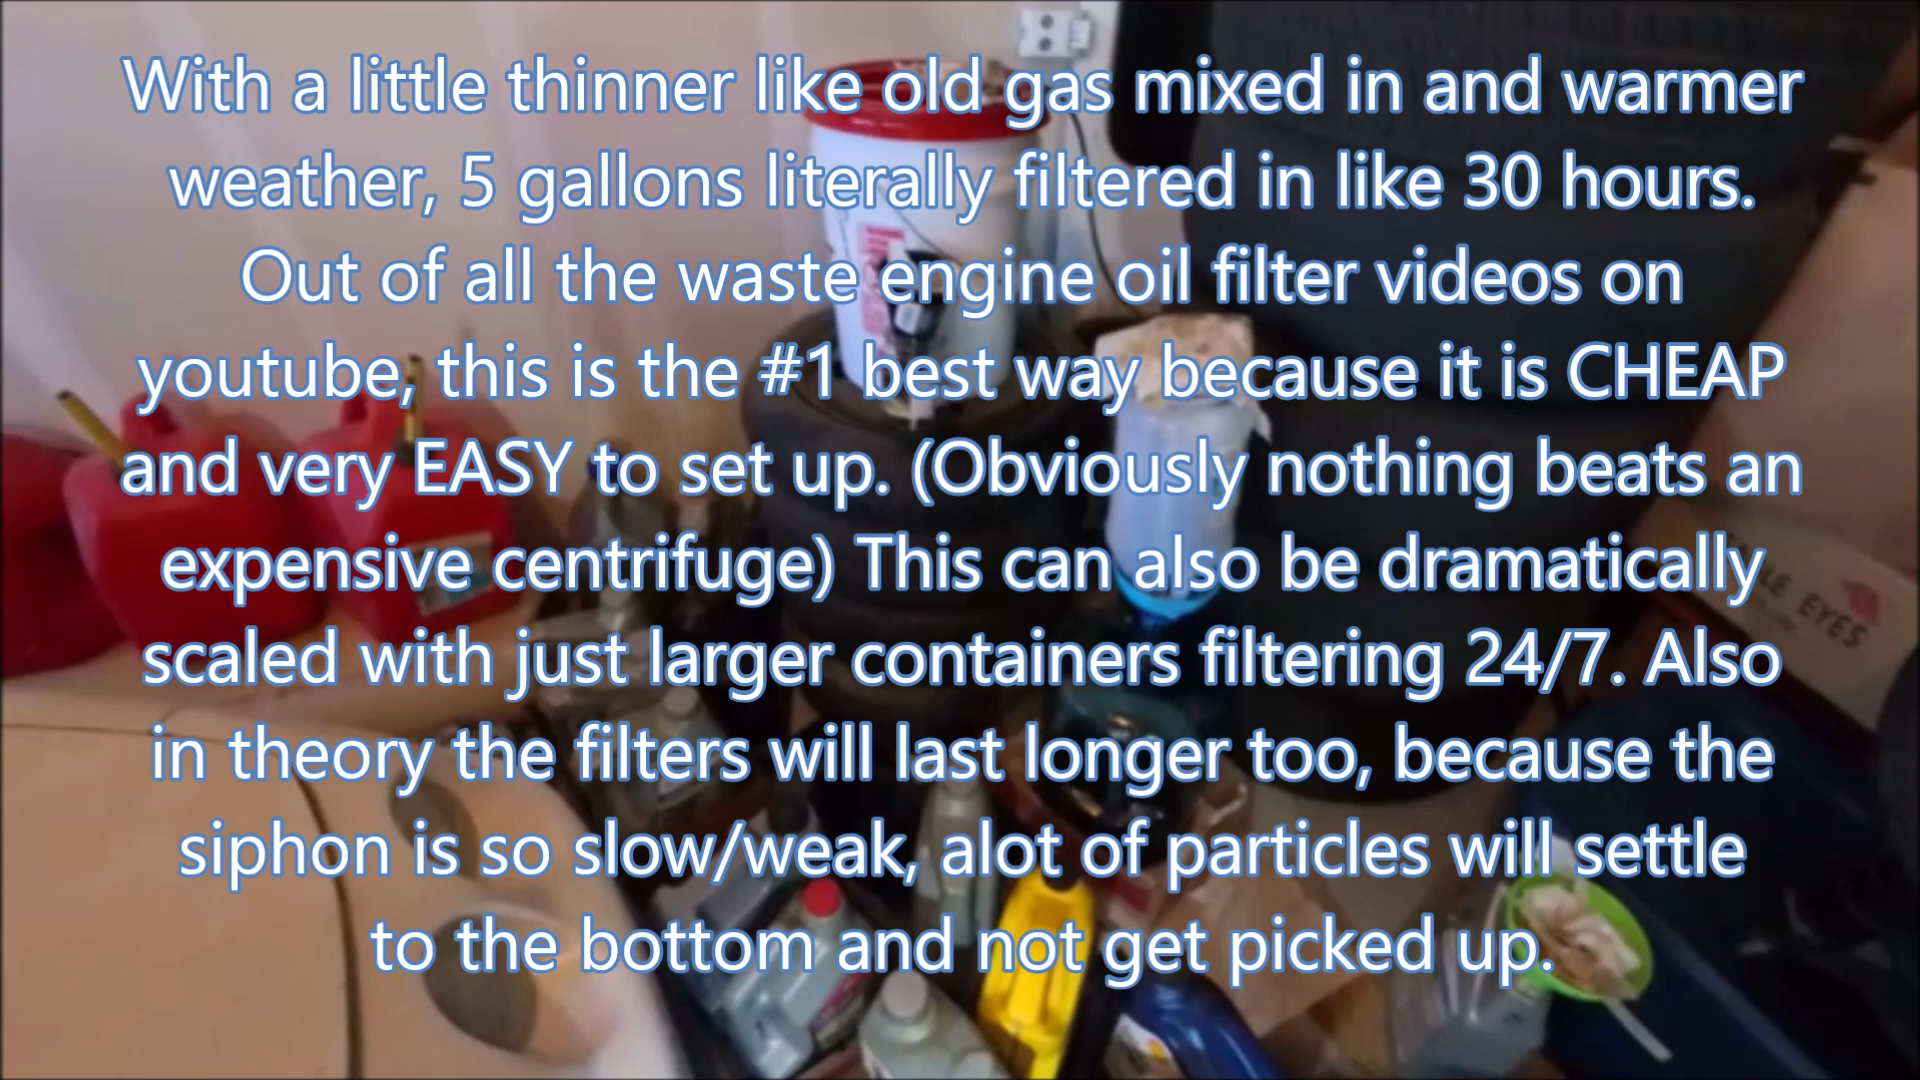 With a little thinner like old gas mixed in and warmer
weather, 5 gallons literally filtered in like 30 hours.
Out of all the waste engine oil filter videos on
youtube, this is the #1 best way because it is CHEAP
and very EASY to set up. (Obviously nothing beats an
expensive centrifuge) This can also be dramatically
scaled with just larger containers filtering 24/7. Also
in theory the filters will last longer too, because the
siphon is so slow/weak, alot of particles will settle
to the bottom and not get picked up.
EYES